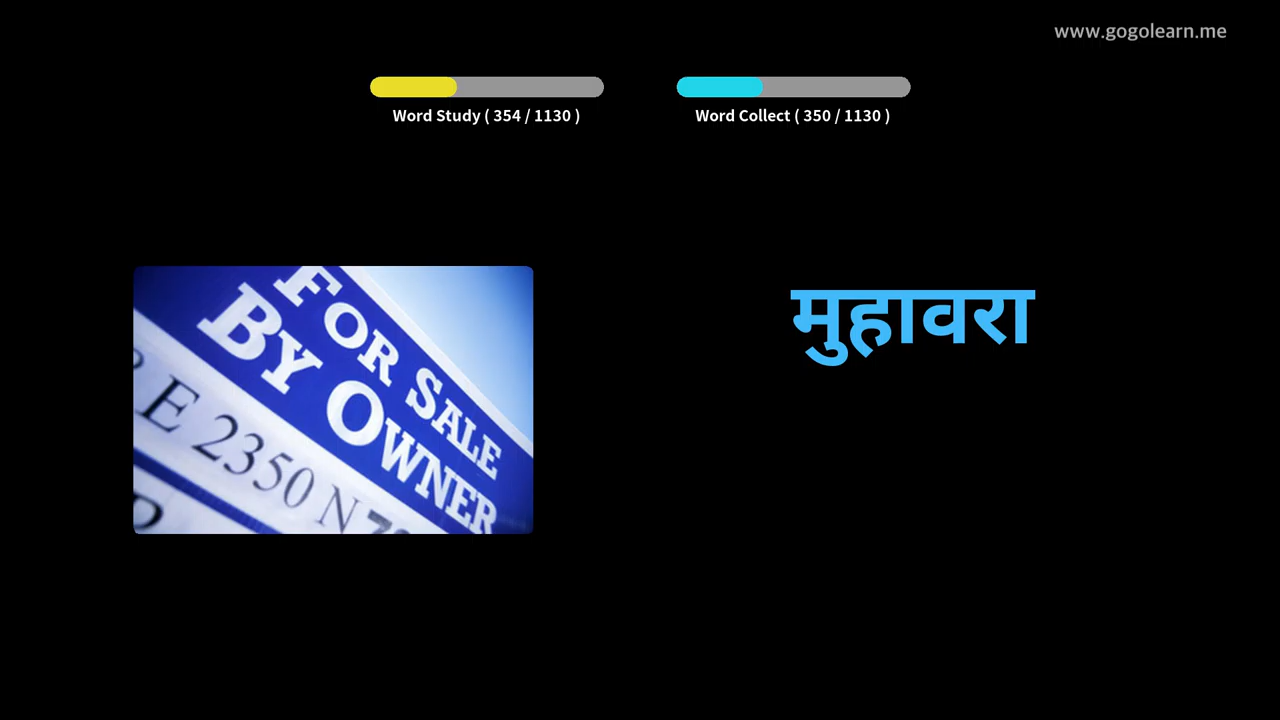 www.gogolearn.me
Word Study ( 354 / 1130 )
Word Collect ( 350 / 1130 )
FOR SALE
BY OWNER
E 2350 N
मुहावरा